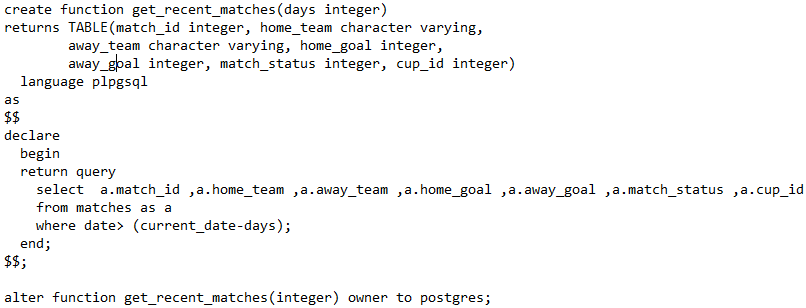 create function get_recent_matches(days integer)
returns TABLE(match_id integer, home_team character varying,
        away_team character varying, home_goal integer,
        away_goal integer, match_status integer, cup_id integer)
  language plpgsql
as
$$
declare
  begin
  return query
    select  a.match_id ,a.home_team ,a.away_team ,a.home_goal ,a.away_goal ,a.match_status ,a.cup_id
    from matches as a
    where date> (current_date-days);
  end;
$$;

alter function get_recent_matches(integer) owner to postgres;